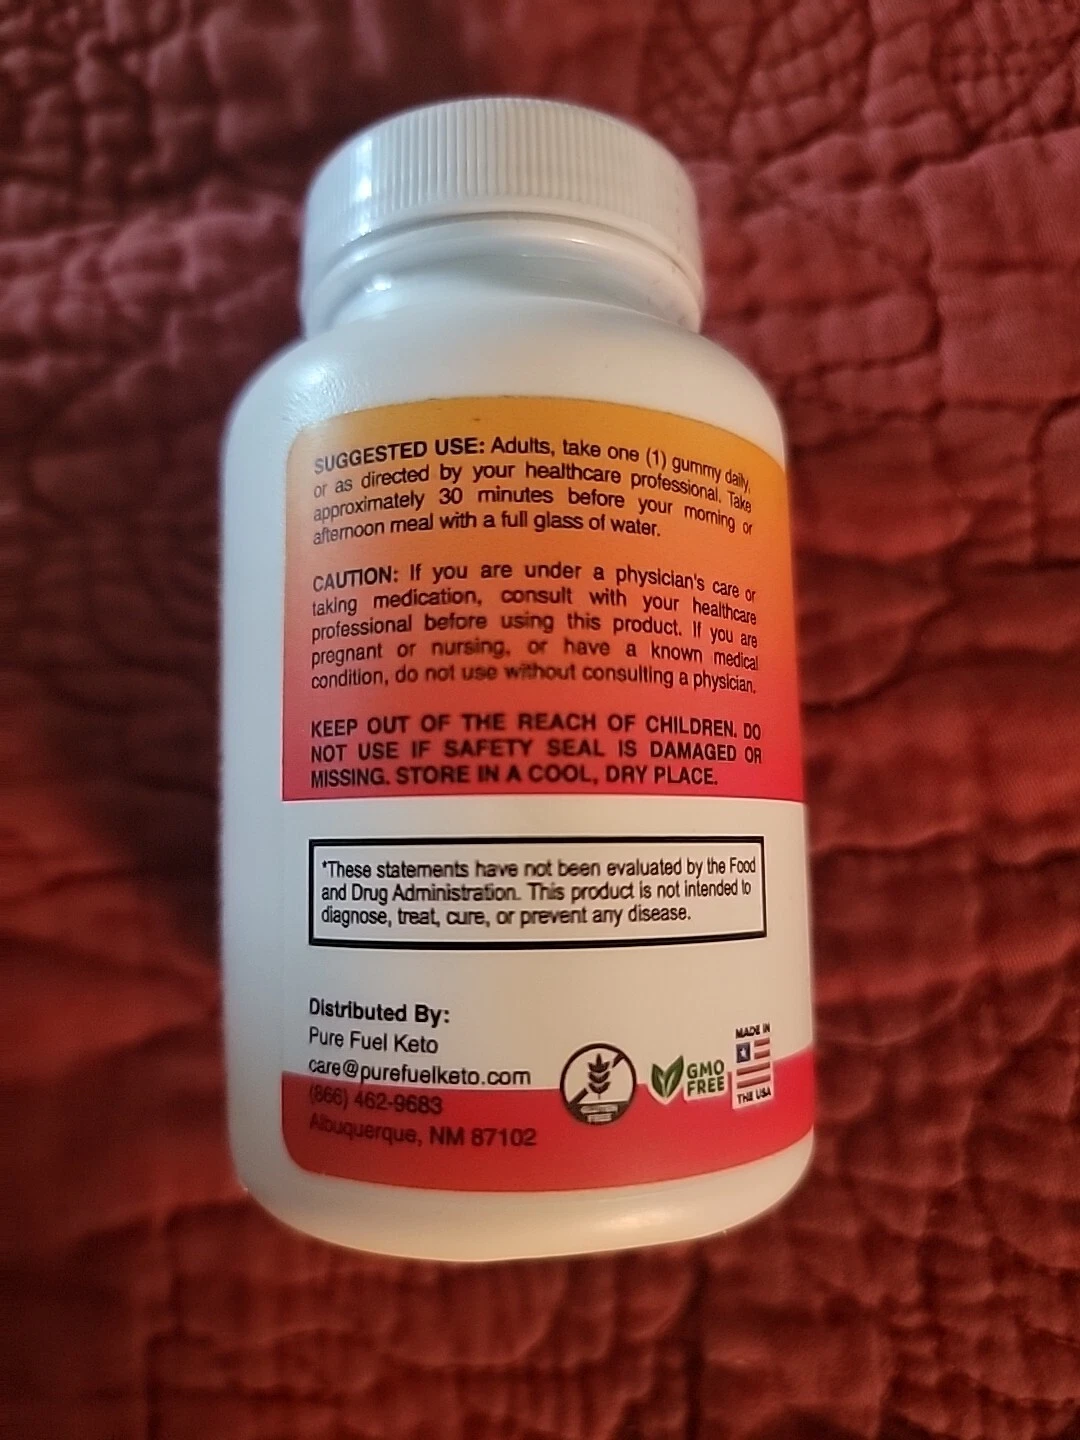 SUGGESTED USE: Adults, take one (1) gummy daily,
or as directed by your healthcare professional. Take
approximately 30 minutes before your morning or
afternoon meal with a full glass of water.
CAUTION: If you are under a physician's care or
taking medication, consult with your healthcare
professional before using this product. If you are
pregnant or nursing, or have a known medical
condition, do not use without consulting a physician.
KEEP OUT OF THE REACH OF CHILDREN. DO
NOT USE IF SAFETY SEAL IS DAMAGED OR
MISSING. STORE IN A COOL, DRY PLACE.
*These statements have not been evaluated by the Food
and Drug Administration. This product is not intended to
diagnose, treat, cure, or prevent any disease.
Distributed By:
Pure Fuel Keto
care@purefuelketo.com
(866) 462-9683
Albuquerque, NM 87102
GLUTEN
FREE
GMO
FREE
MADE IN
THE USA